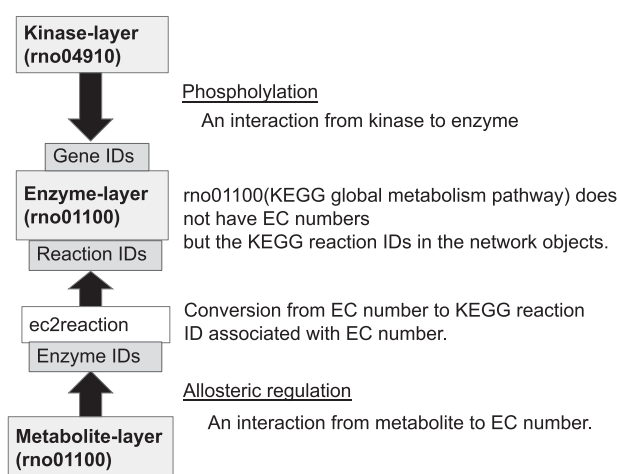 Kinase-layer
(rno04910)
Phospholylation
An interaction from kinase to enzyme
Gene IDs
Enzyme-layer
(rno01100)
rno01100(KEGG global metabolism pathway) does
not have EC numbers
but the KEGG reaction IDs in the network objects.
Reaction IDs
ec2reaction
Conversion from EC number to KEGG reaction
ID associated with EC number.
Enzyme IDs
Allosteric regulation
An interaction from metabolite to EC number.
Metabolite-layer
(rno01100)